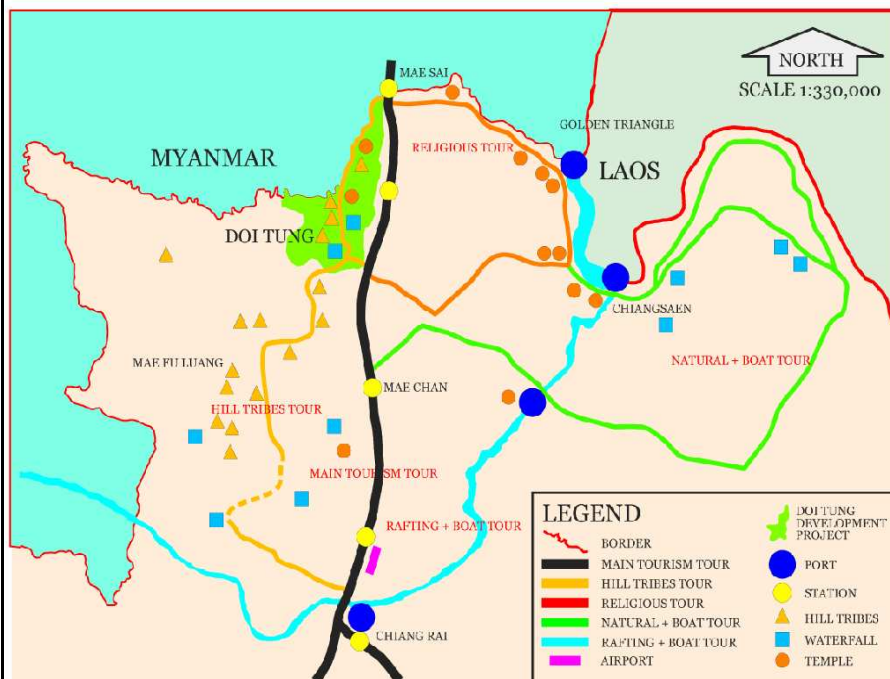 NORTH
SCALE 1:330,000
MAE SAI
GOLDEN TRIANGLE
RELIGIOUS TOUR
MYANMAR
LAOS
DOI TUNG
CHIANGSAEN
MAE FU LUANG
NATURAL + BOAT TOUR
MAE CHAN
HILL TRIBES TOUR
MAIN TOURISM TOUR
RAFTING + BOAT TOUR
CHIANG RAI
LEGEND
BORDER
MAIN TOURISM TOUR
HILL TRIBES TOUR
RELIGIOUS TOUR
NATURAL + BOAT TOUR
RAFTING + BOAT TOUR
AIRPORT
DOI TUNG
DEVELOPMENT
PROJECT
PORT
STATION
HILL TRIBES
WATERFALL
TEMPLE